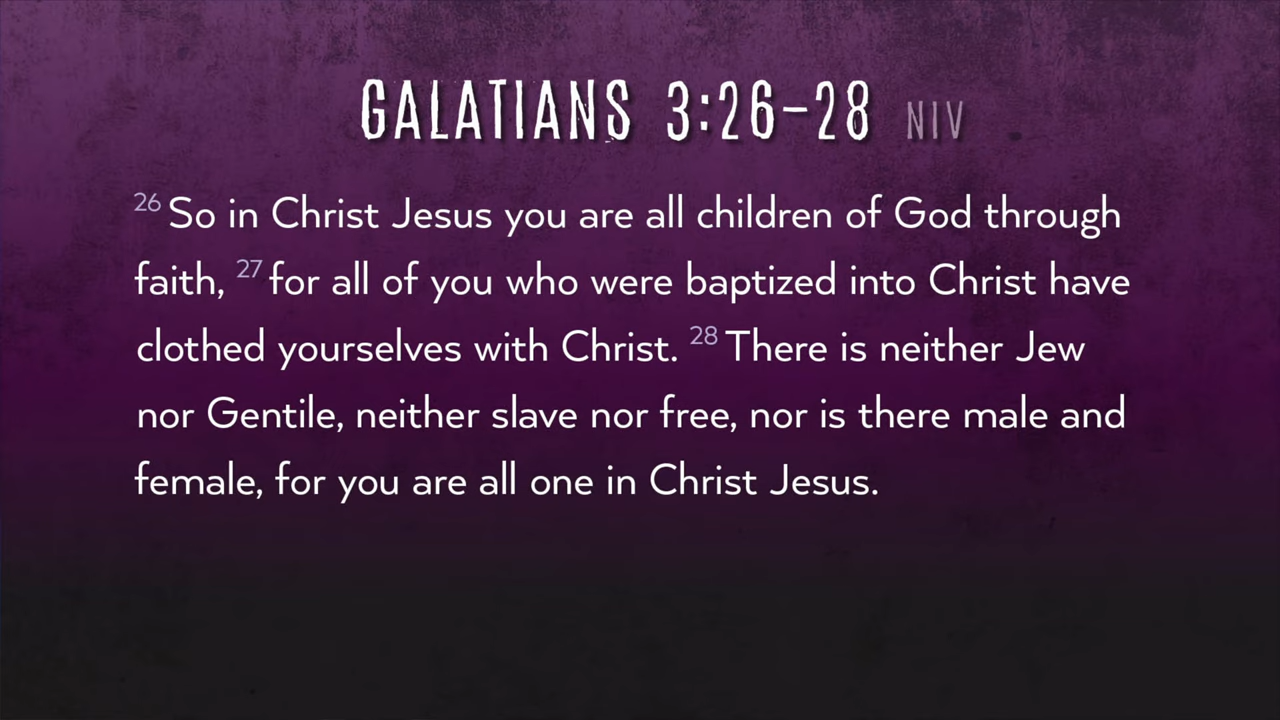 GALATIANS 3:26–28 NIV
26 So in Christ Jesus you are all children of God through
faith, 27 for all of you who were baptized into Christ have
clothed yourselves with Christ. 28 There is neither Jew
nor Gentile, neither slave nor free, nor is there male and
female, for you are all one in Christ Jesus.